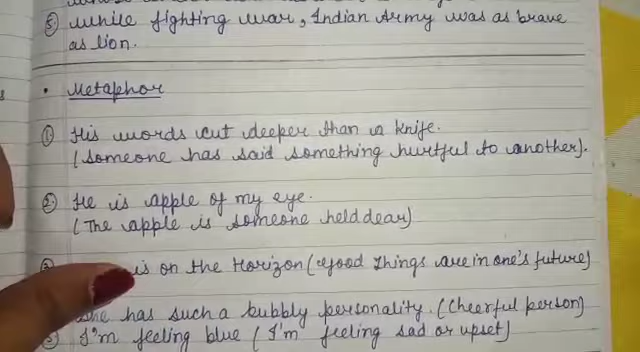 ⑤ While fighting war, Indian Army was as brave
as lion.
• Metaphor
① His words cut deeper than a knife.
(Someone has said something hurtful to another).
② He is apple of my eye.
(The apple is someone held dear)
is on the Horizon (Good things are in one's future)
She has such a bubbly personality. (Cheerful person)
⑤ I'm feeling blue (I'm feeling sad or upset)